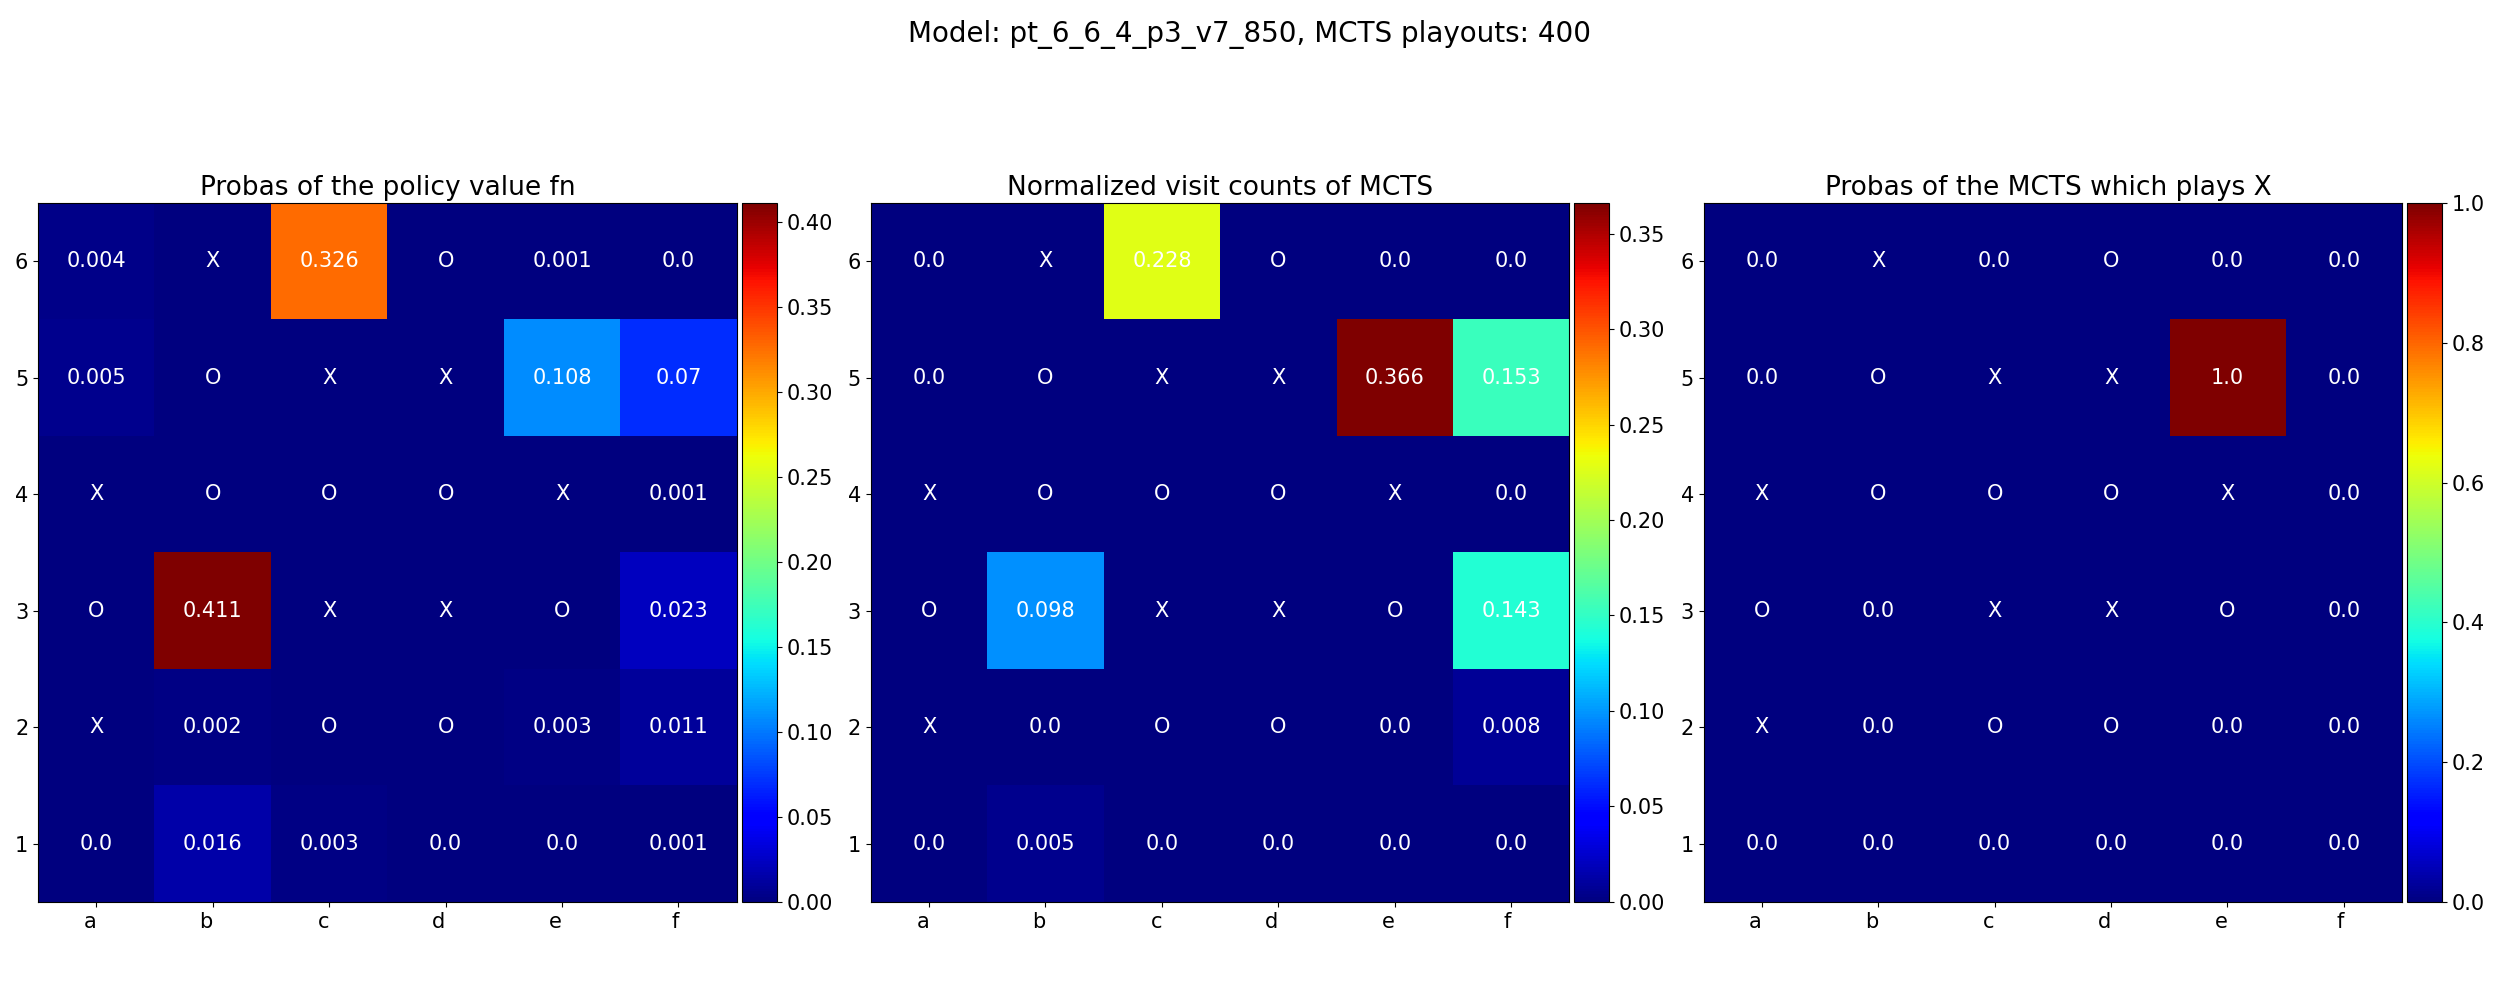 Model: pt_6_6_4_p3_v7_850, MCTS playouts: 400
Probas of the policy value fn
6 0.004 X 0.326 O 0.001 0.0
5 0.005 O X X 0.108 0.07
4 X O O O X 0.001
3 O 0.411 X X O 0.023
2 X 0.002 O O 0.003 0.011
1 0.0 0.016 0.003 0.0 0.0 0.001
a b c d e f
0.40
0.35
0.30
0.25
0.20
0.15
0.10
0.05
0.00
Normalized visit counts of MCTS
6 0.0 X 0.228 O 0.0 0.0
5 0.0 O X X 0.366 0.153
4 X O O O X 0.0
3 O 0.098 X X O 0.143
2 X 0.0 O O 0.0 0.008
1 0.0 0.005 0.0 0.0 0.0 0.0
a b c d e f
0.35
0.30
0.25
0.20
0.15
0.10
0.05
0.00
Probas of the MCTS which plays X
6 0.0 X 0.0 O 0.0 0.0
5 0.0 O X X 1.0 0.0
4 X O O O X 0.0
3 O 0.0 X X O 0.0
2 X 0.0 O O 0.0 0.0
1 0.0 0.0 0.0 0.0 0.0 0.0
a b c d e f
1.0
0.8
0.6
0.4
0.2
0.0